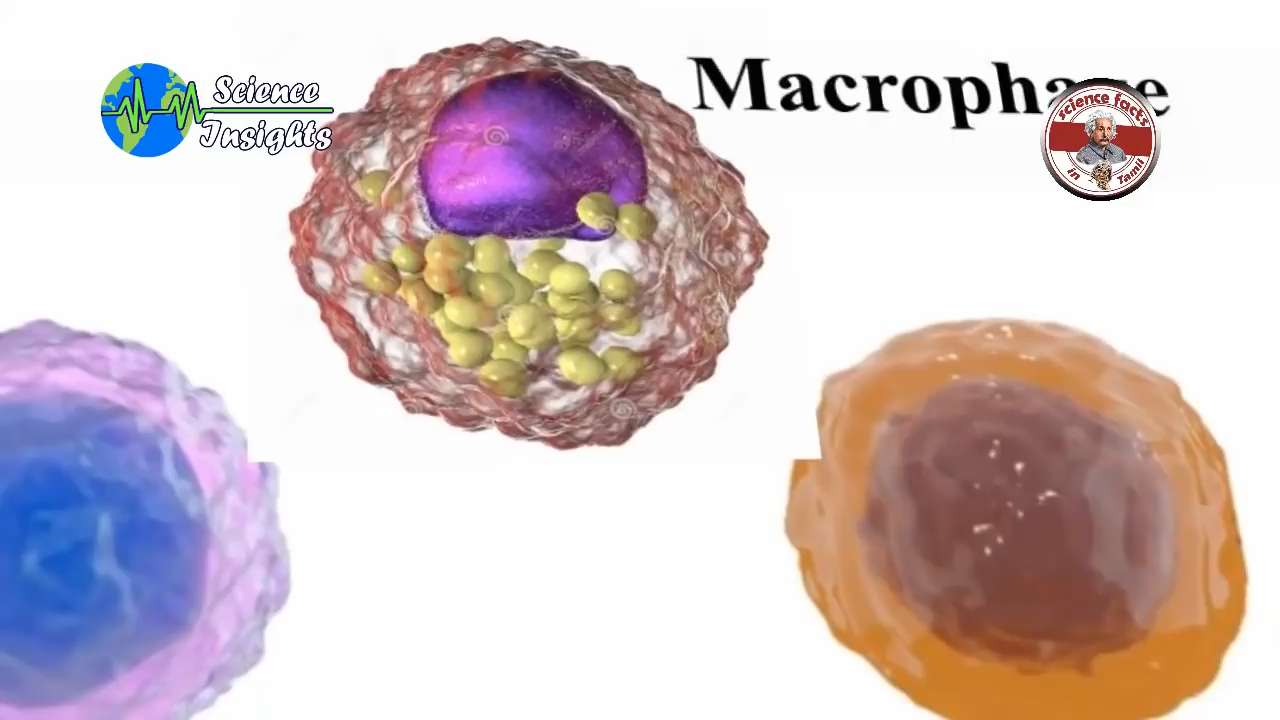 Science
Insights
Macrophage
science facts
in Tamil